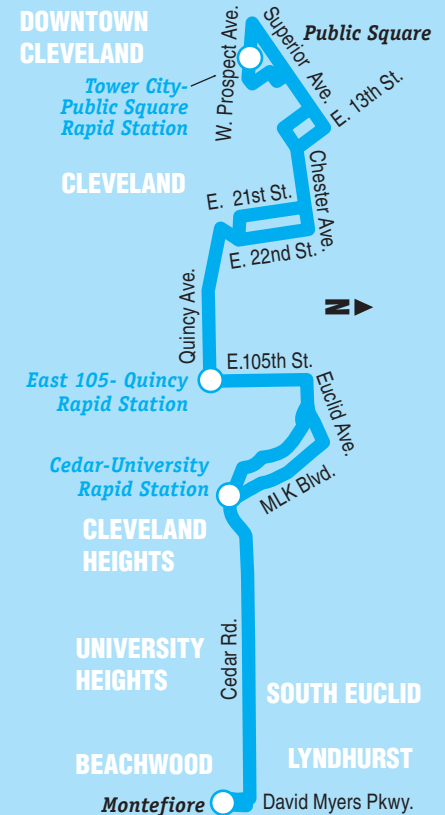 DOWNTOWN
CLEVELAND
W. Prospect Ave.
Superior Ave.
Public Square
Tower City-
Public Square
Rapid Station
E. 13th St.
CLEVELAND
Chester Ave.
E. 21st St.
E. 22nd St.
Quincy Ave.
N
East 105- Quincy
Rapid Station
E.105th St.
Euclid Ave.
Cedar-University
Rapid Station
MLK Blvd.
CLEVELAND
HEIGHTS
Cedar Rd.
UNIVERSITY
HEIGHTS
SOUTH EUCLID
BEACHWOOD
LYNDHURST
Montefiore
David Myers Pkwy.